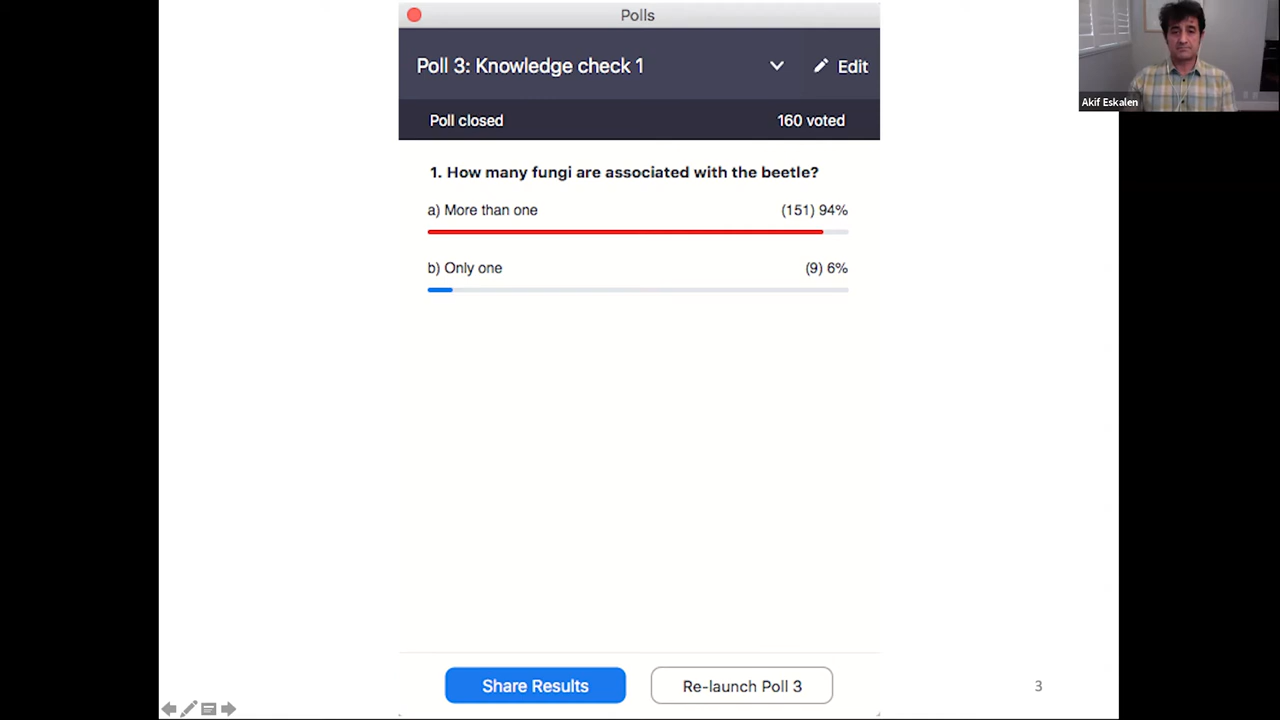 Polls
Poll 3: Knowledge check 1
Edit
Poll closed
160 voted
1. How many fungi are associated with the beetle?
a) More than one
(151) 94%
b) Only one
(9) 6%
Share Results
Re-launch Poll 3
3
Akif Eskalen